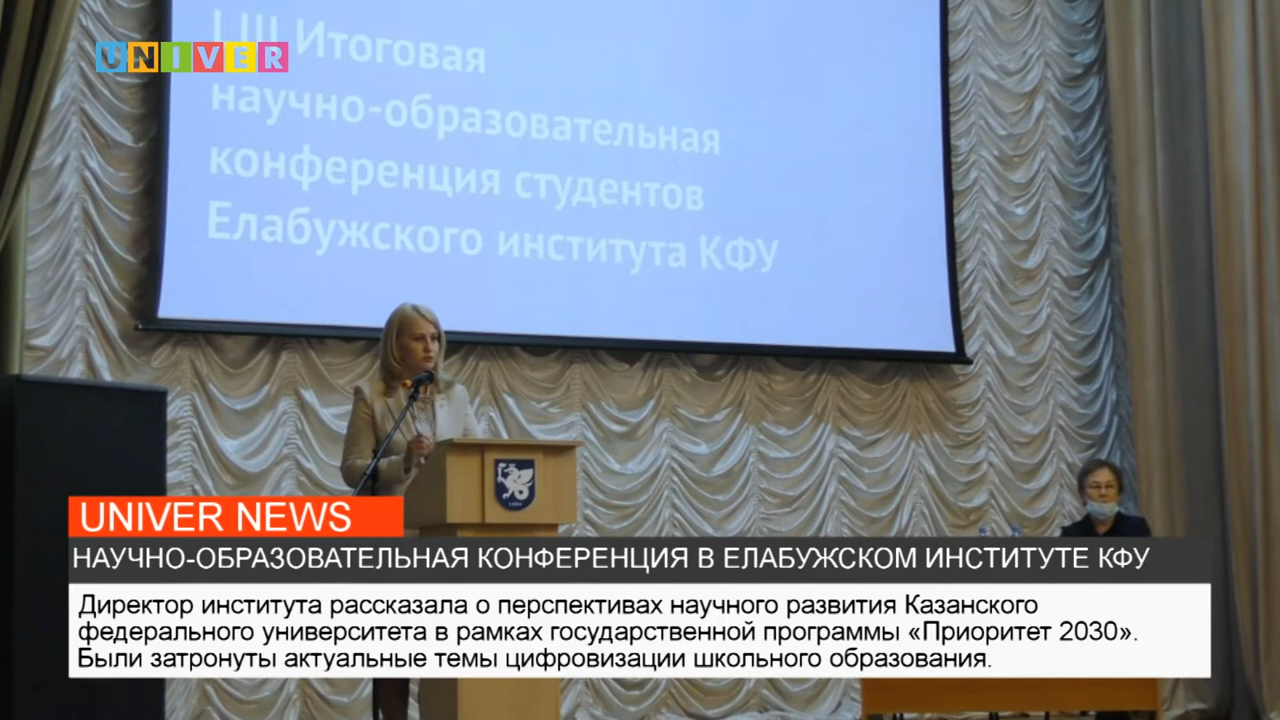 LIII Итоговая
UNIVER
научно-образовательная
конференция студентов
Елабужского института КФУ
UNIVER NEWS
НАУЧНО-ОБРАЗОВАТЕЛЬНАЯ КОНФЕРЕНЦИЯ В ЕЛАБУЖСКОМ ИНСТИТУТЕ КФУ
Директор института рассказала о перспективах научного развития Казанского
федерального университета в рамках государственной программы «Приоритет 2030».
Были затронуты актуальные темы цифровизации школьного образования.